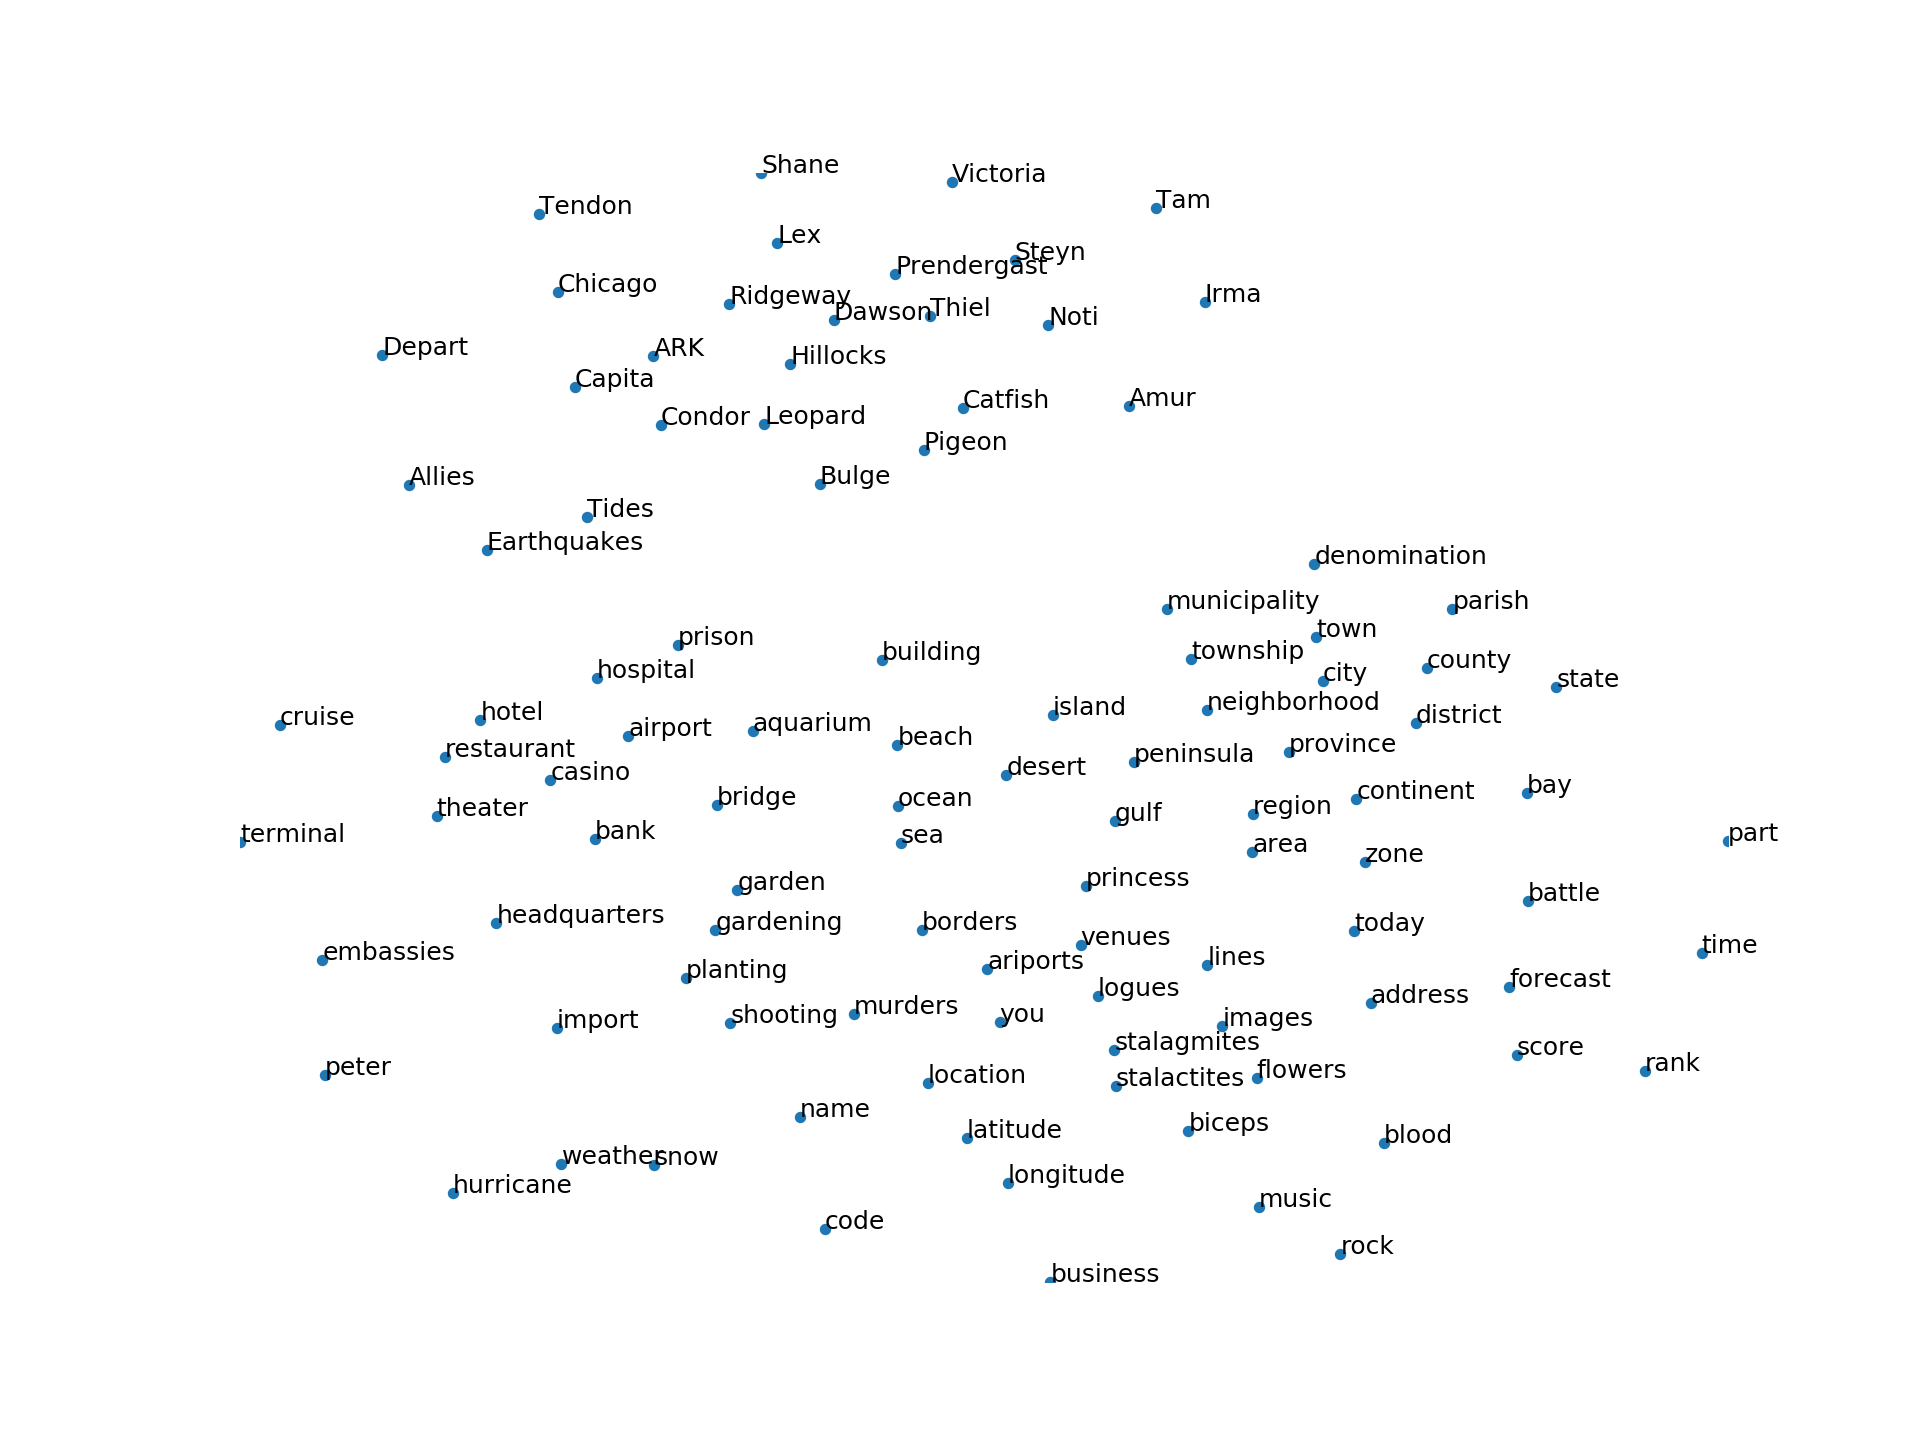 Shane
Victoria
Tendon
Tam
Lex
Steyn
Prendergast
Chicago
Ridgeway
Irma
Dawson
Thiel
Noti
Depart
ARK
Hillocks
Capita
Condor
Leopard
Catfish
Amur
Pigeon
Allies
Bulge
Tides
Earthquakes
denomination
municipality
parish
town
prison
building
township
hospital
city
county
state
cruise
hotel
island
neighborhood
district
restaurant
airport
aquarium
beach
peninsula
province
casino
desert
theater
bridge
ocean
continent
bay
terminal
bank
sea
gulf
region
area
zone
part
garden
princess
battle
headquarters
gardening
borders
today
embassies
venues
time
planting
ariports
lines
forecast
import
shooting
murders
logues
address
you
images
peter
stalagmites
score
location
stalactites
flowers
rank
name
latitude
biceps
blood
weather
snow
hurricane
longitude
music
code
rock
business